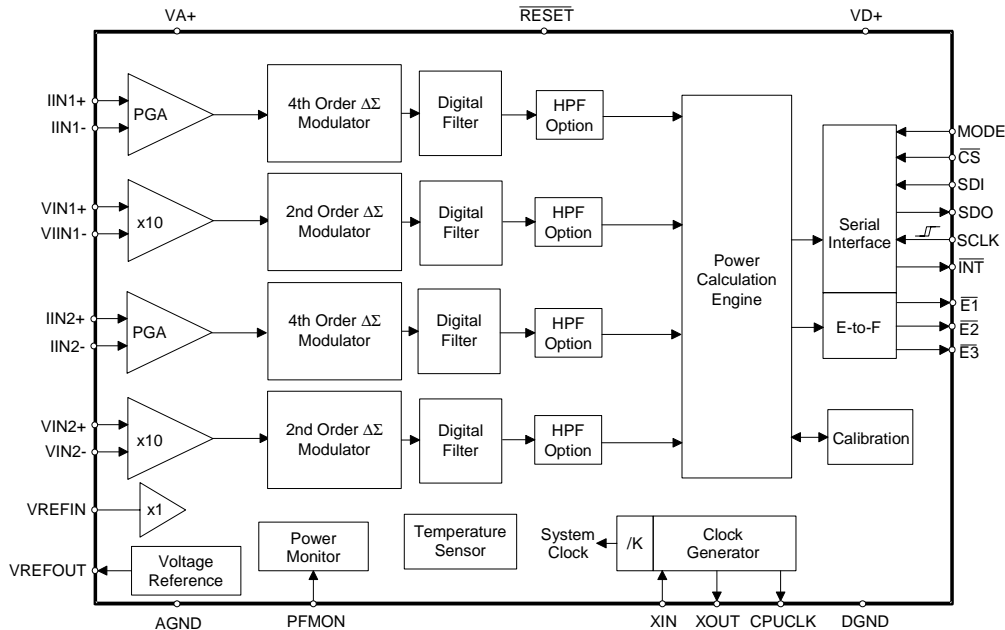 VA+
RESET
VD+
IIN1+
IIN1-
PGA
4th Order ΔΣ
Modulator
Digital
Filter
HPF
Option
VIN1+
VIIN1-
x10
2nd Order ΔΣ
Modulator
Digital
Filter
HPF
Option
IIN2+
IIN2-
PGA
4th Order ΔΣ
Modulator
Digital
Filter
HPF
Option
VIN2+
VIN2-
x10
2nd Order ΔΣ
Modulator
Digital
Filter
HPF
Option
Power
Calculation
Engine
Serial
Interface
E-to-F
Calibration
MODE
CS
SDI
SDO
SCLK
INT
E1
E2
E3
VREFIN
x1
VREFOUT
Voltage
Reference
Power
Monitor
Temperature
Sensor
System
Clock
/K
Clock
Generator
AGND
PFMON
XIN
XOUT
CPUCLK
DGND